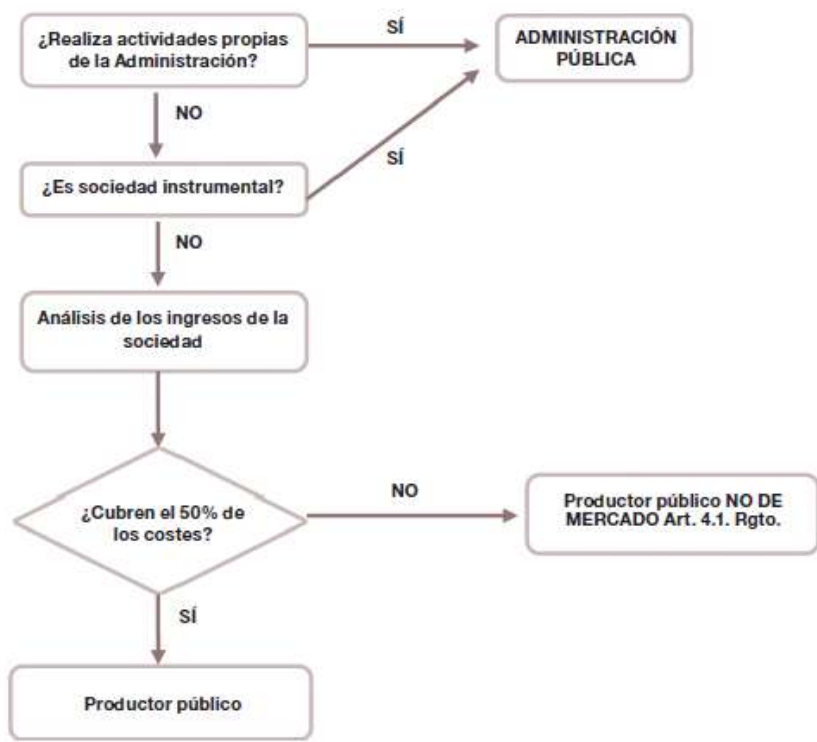 ¿Realiza actividades propias
de la Administración?
SÍ
ADMINISTRACIÓN
PÚBLICA
NO
SÍ
¿Es sociedad instrumental?
NO
Análisis de los ingresos de la
sociedad
¿Cubren el 50% de
los costes?
NO
Productor público NO DE
MERCADO Art. 4.1. Rgto.
SÍ
Productor público